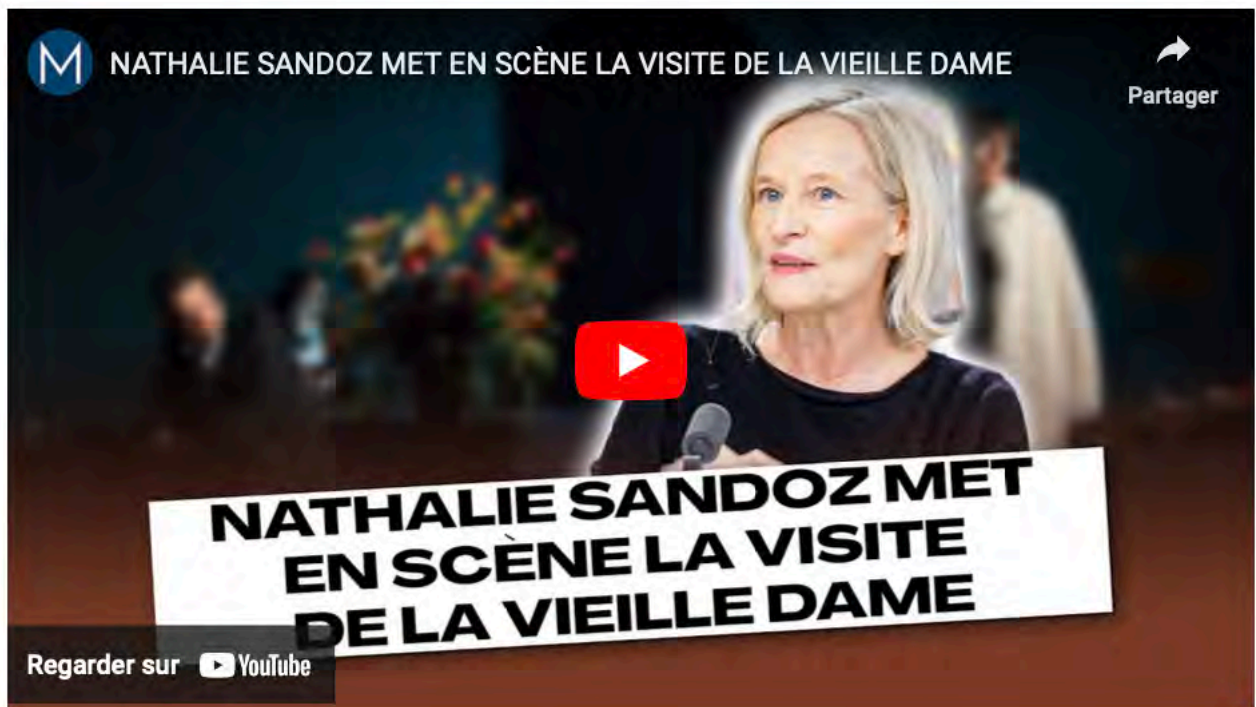 M NATHALIE SANDOZ MET EN SCÈNE LA VISITE DE LA VIEILLE DAME
Partager
NATHALIE SANDOZ MET
EN SCÈNE LA VISITE
DE LA VIEILLE DAME
Regarder sur YouTube